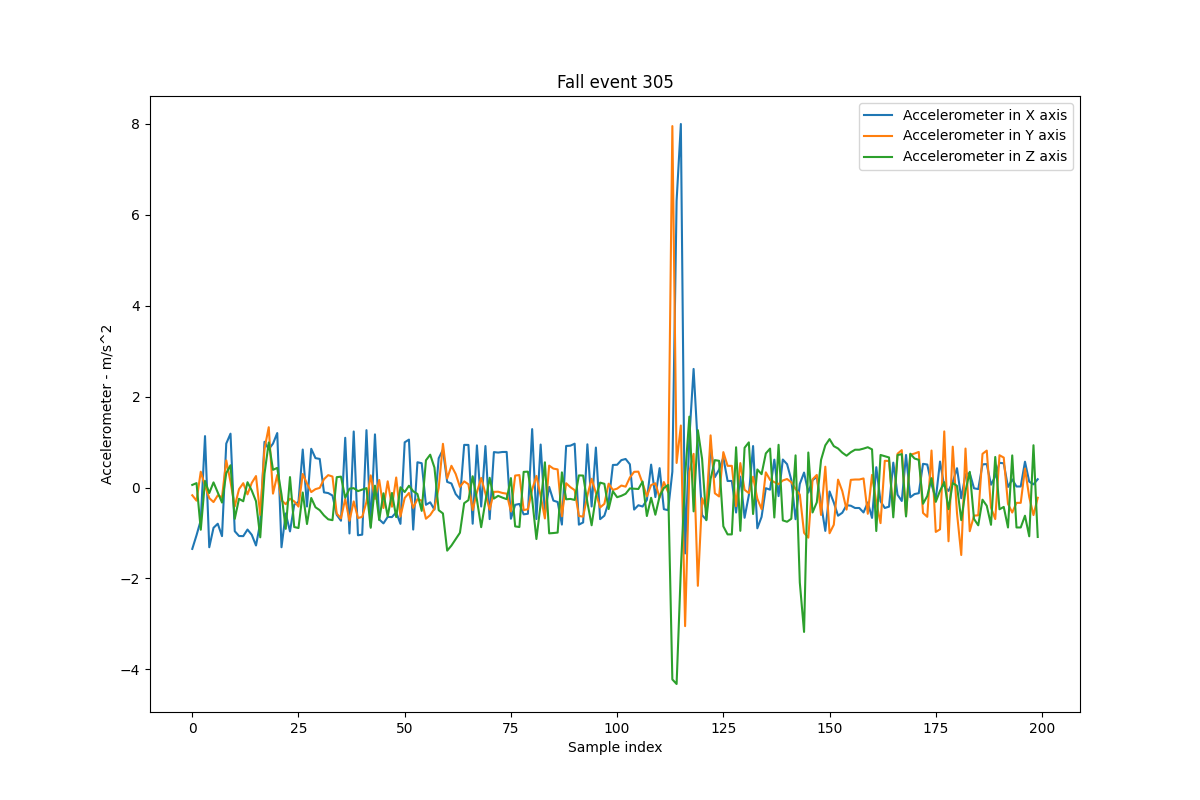 Fall event 305
Accelerometer in X axis
Accelerometer in Y axis
Accelerometer in Z axis
8
6
4
2
0
−2
−4
Accelerometer - m/s^2
0 25 50 75 100 125 150 175 200
Sample index